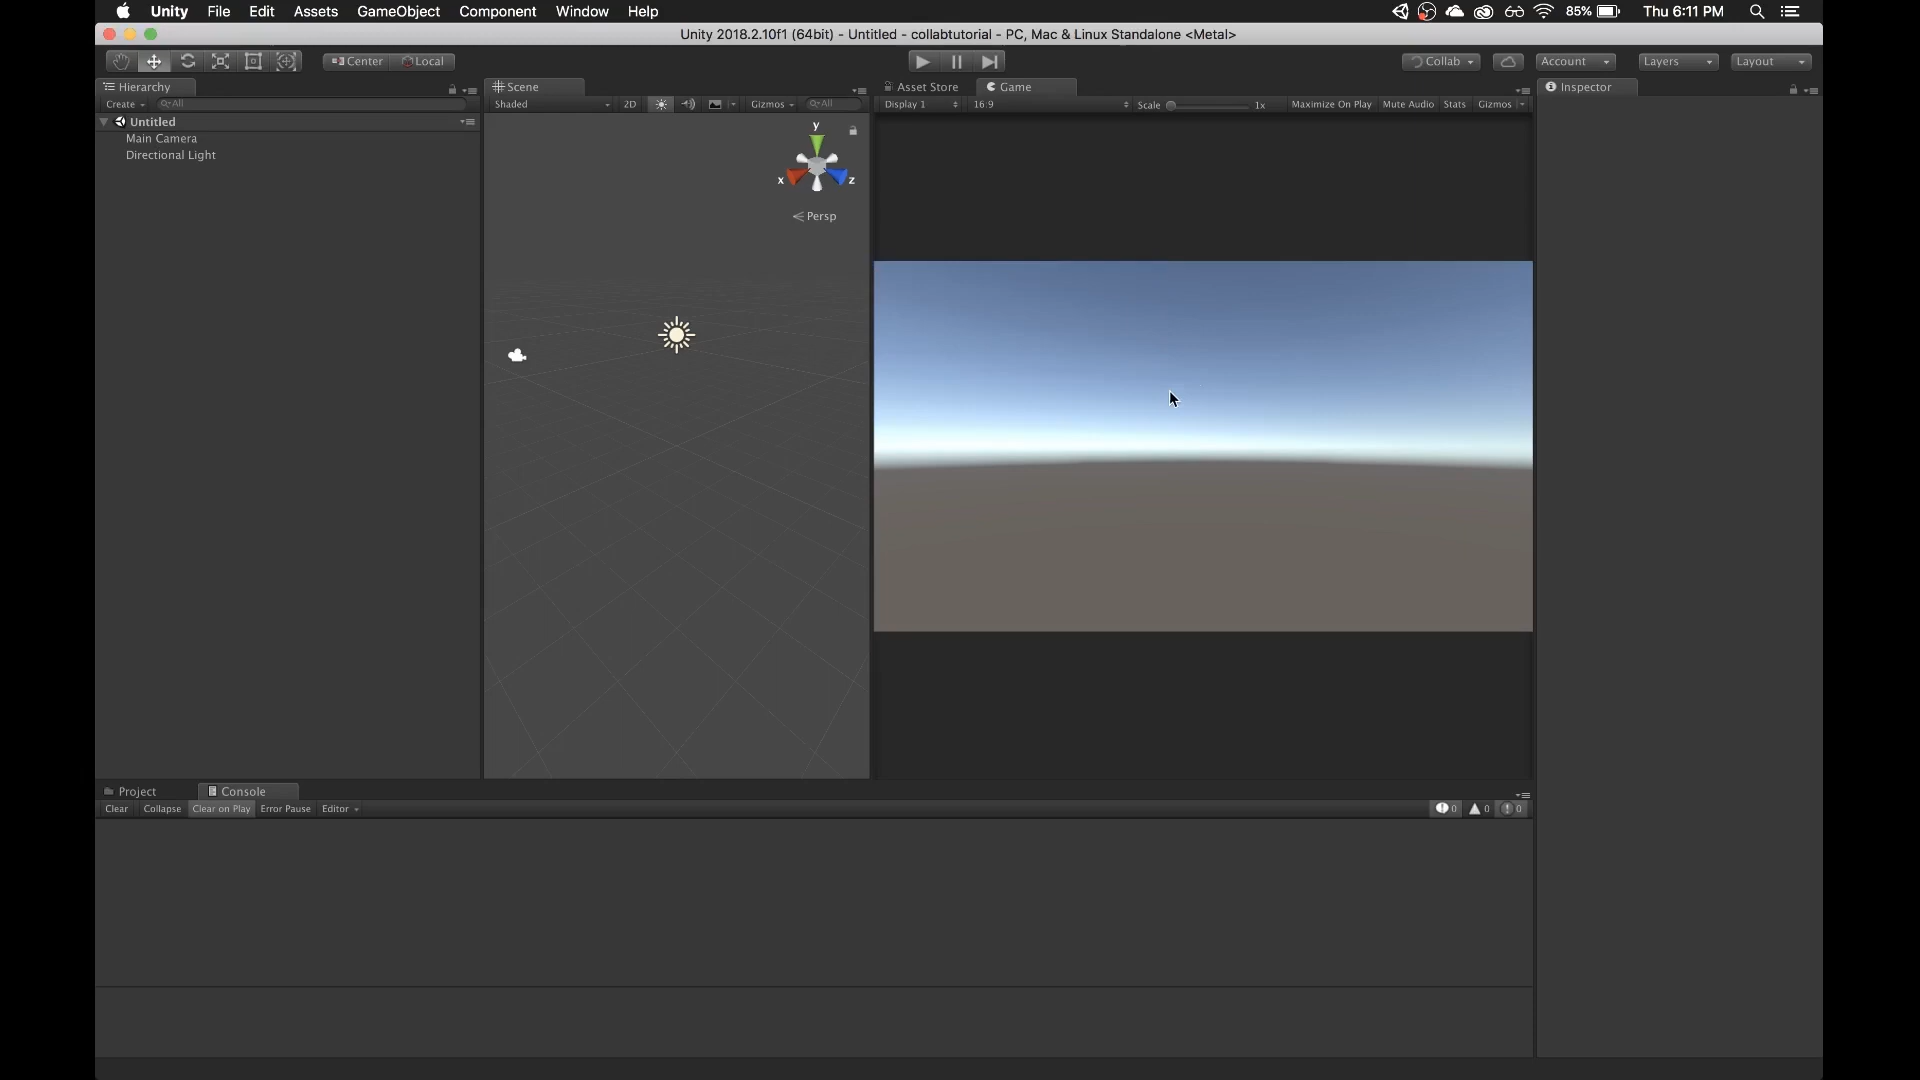 Unity File Edit Assets GameObject Component Window Help 85% Thu 6:11 PM
Unity 2018.2.10f1 (64bit) - Untitled - collabtutorial - PC, Mac & Linux Standalone <Metal>
Center Local Collab Account Layers Layout
Hierarchy Scene Asset Store Game Inspector
Create All Shaded 2D Gizmos All Display 1 16:9 Scale 1x Maximize On Play Mute Audio Stats Gizmos
Untitled
Main Camera
Directional Light
y
x z
Persp
Project Console
Clear Collapse Clear on Play Error Pause Editor 0 0 0